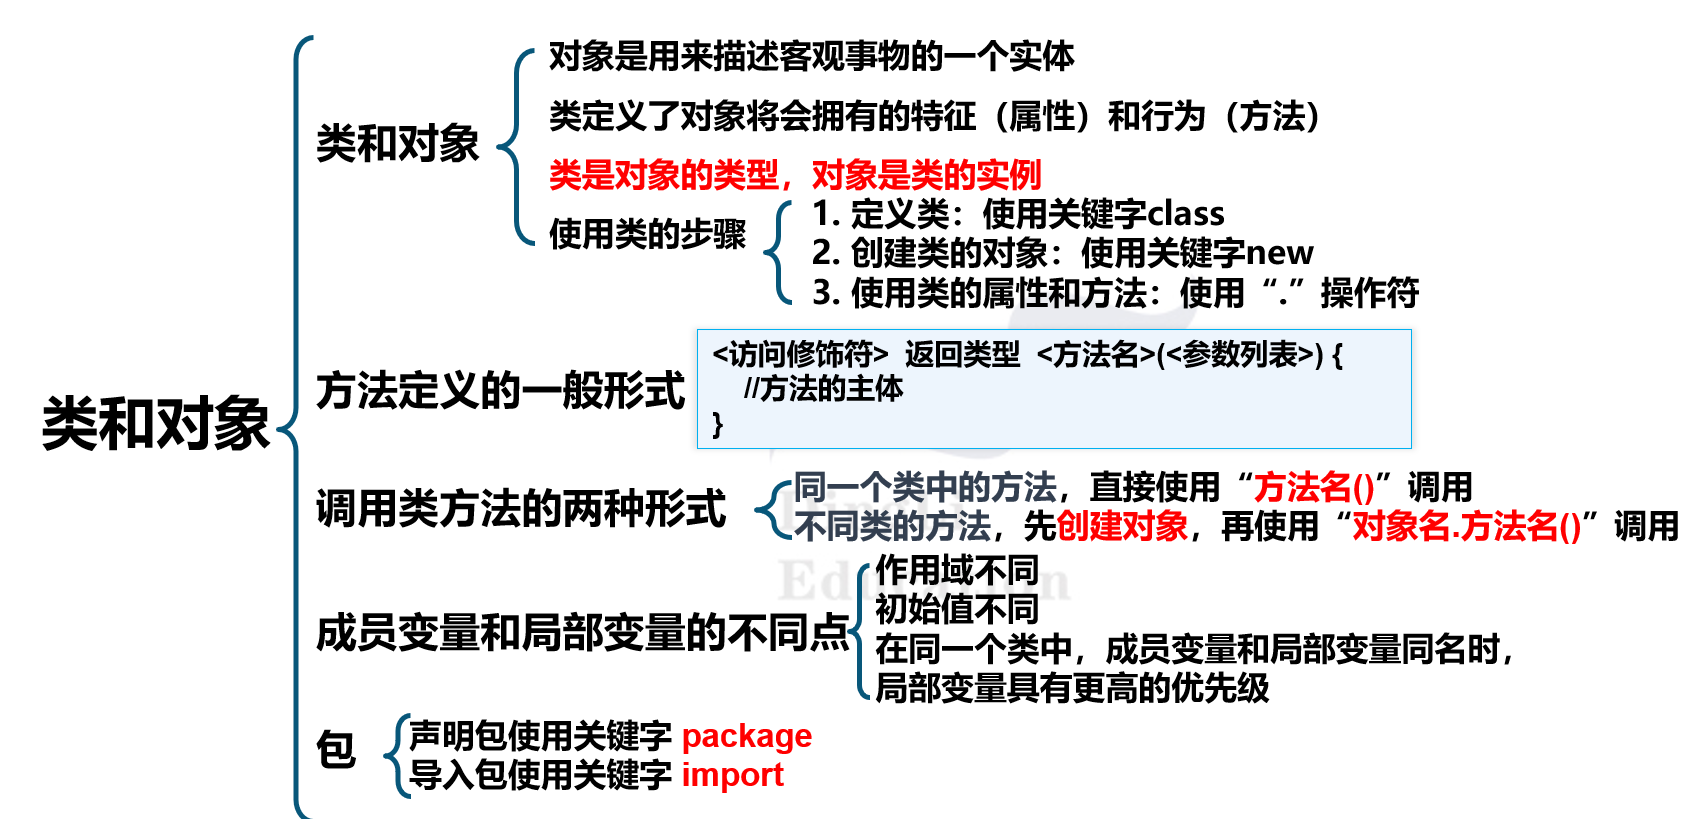 类和对象
类和对象
对象是用来描述客观事物的一个实体
类定义了对象将会拥有的特征（属性）和行为（方法）
类是对象的类型，对象是类的实例
使用类的步骤
1. 定义类：使用关键字class
2. 创建类的对象：使用关键字new
3. 使用类的属性和方法：使用“.”操作符
方法定义的一般形式
<访问修饰符> 返回类型 <方法名>(<参数列表>) {
//方法的主体
}
调用类方法的两种形式
同一个类中的方法，直接使用“方法名()”调用
不同类的方法，先创建对象，再使用“对象名.方法名()”调用
成员变量和局部变量的不同点
作用域不同
初始值不同
在同一个类中，成员变量和局部变量同名时，
局部变量具有更高的优先级
包
声明包使用关键字 package
导入包使用关键字 import